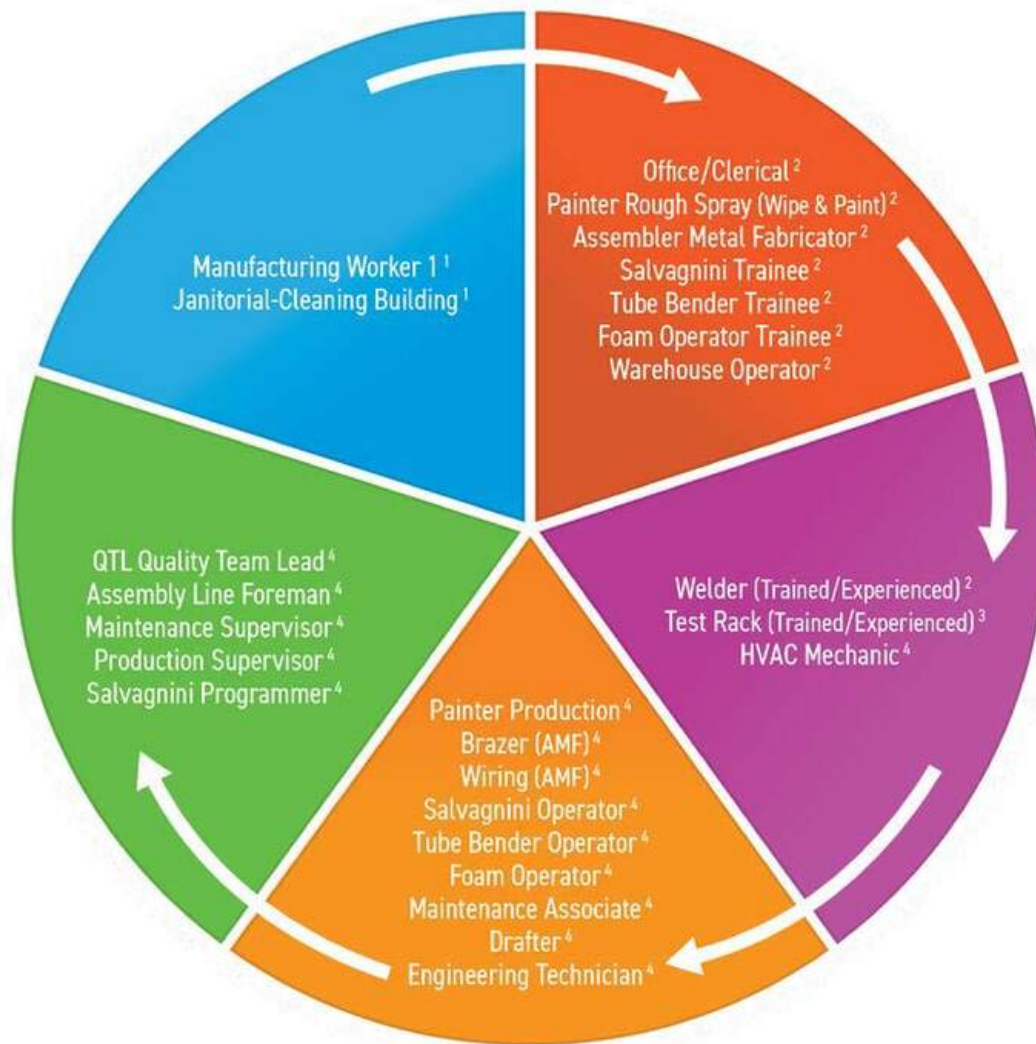 Manufacturing Worker 1 ¹
Janitorial-Cleaning Building ¹
Office/Clerical ²
Painter Rough Spray (Wipe & Paint) ²
Assembler Metal Fabricator ²
Salvagnini Trainee ²
Tube Bender Trainee ²
Foam Operator Trainee ²
Warehouse Operator ²
Welder (Trained/Experienced) ²
Test Rack (Trained/Experienced) ³
HVAC Mechanic ⁴
Painter Production ⁴
Brazer (AMF) ⁴
Wiring (AMF) ⁴
Salvagnini Operator ⁴
Tube Bender Operator ⁴
Foam Operator ⁴
Maintenance Associate ⁴
Drafter ⁴
Engineering Technician ⁴
QTL Quality Team Lead ⁴
Assembly Line Foreman ⁴
Maintenance Supervisor ⁴
Production Supervisor ⁴
Salvagnini Programmer ⁴